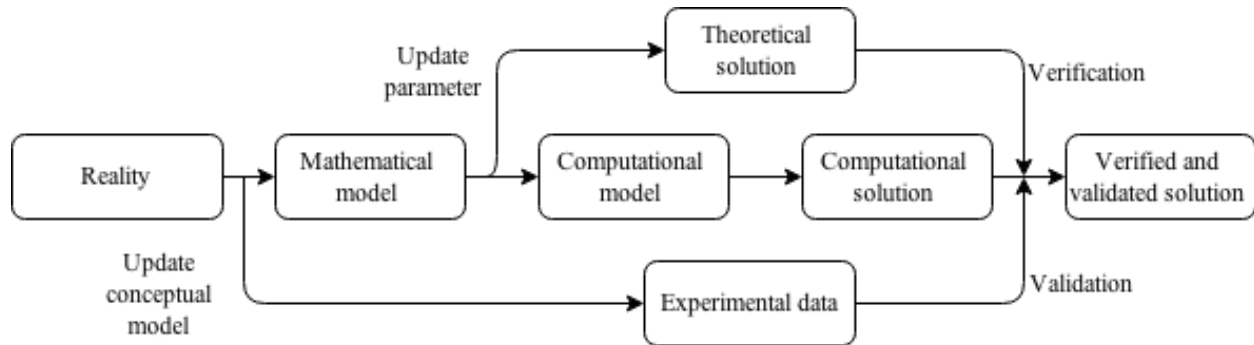 Theoretical
solution
Update
parameter
Verification
Reality
Mathematical
model
Computational
model
Computational
solution
Verified and
validated solution
Update
conceptual
model
Experimental data
Validation